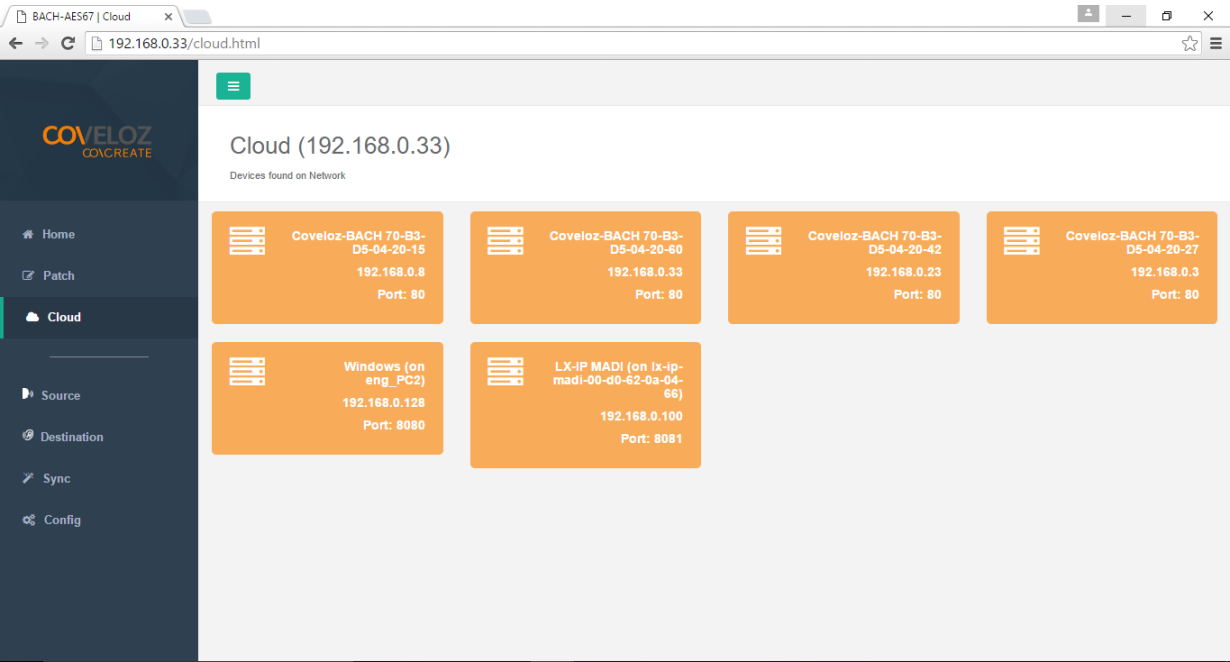 BACH-AES67 | Cloud
192.168.0.33/cloud.html
COVELOZ
CO\CREATE
Cloud (192.168.0.33)
Devices found on Network
Home
Patch
Cloud
Source
Destination
Sync
Config
Coveloz-BACH 70-B3-
D5-04-20-15
192.168.0.8
Port: 80
Coveloz-BACH 70-B3-
D5-04-20-60
192.168.0.33
Port: 80
Coveloz-BACH 70-B3-
D5-04-20-42
192.168.0.23
Port: 80
Coveloz-BACH 70-B3-
D5-04-20-27
192.168.0.3
Port: 80
Windows (on
eng_PC2)
192.168.0.128
Port: 8080
LX-IP MADI (on lx-ip-
madi-00-d0-62-0a-04-
66)
192.168.0.100
Port: 8081